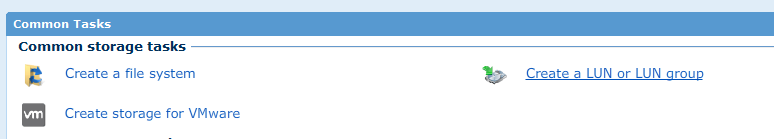 Common Tasks
Common storage tasks
Create a file system
Create a LUN or LUN group
vm
Create storage for VMware